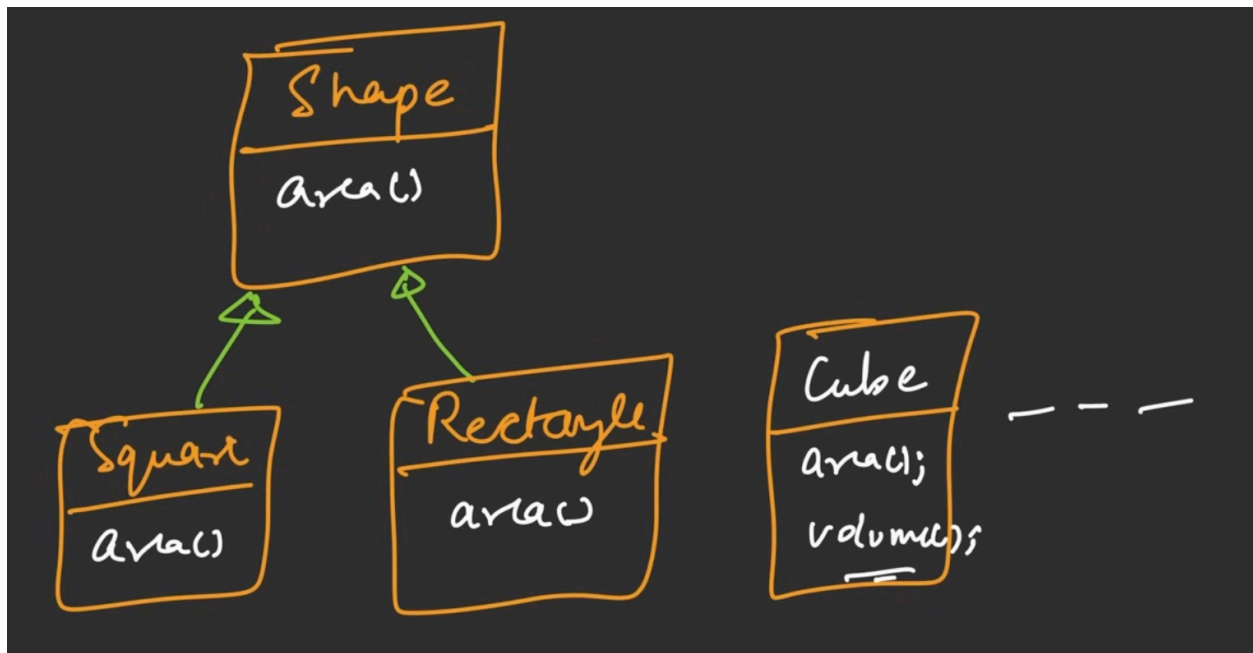 Shape
area()
Square
area()
Rectangle
area()
Cube
area();
volume();